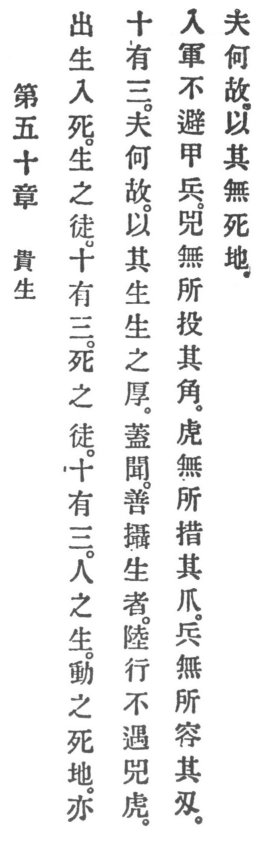 第五十章　貴生
出生入死。生之徒。十有三。死之徒。十有三。人之生。動之死地。亦
十有三。夫何故。以其生生之厚。蓋聞。善攝生者。陸行不遇兕虎。
入軍不避甲兵。兕無所投其角。虎無所措其爪。兵無所容其刄。
夫何故。以其無死地。